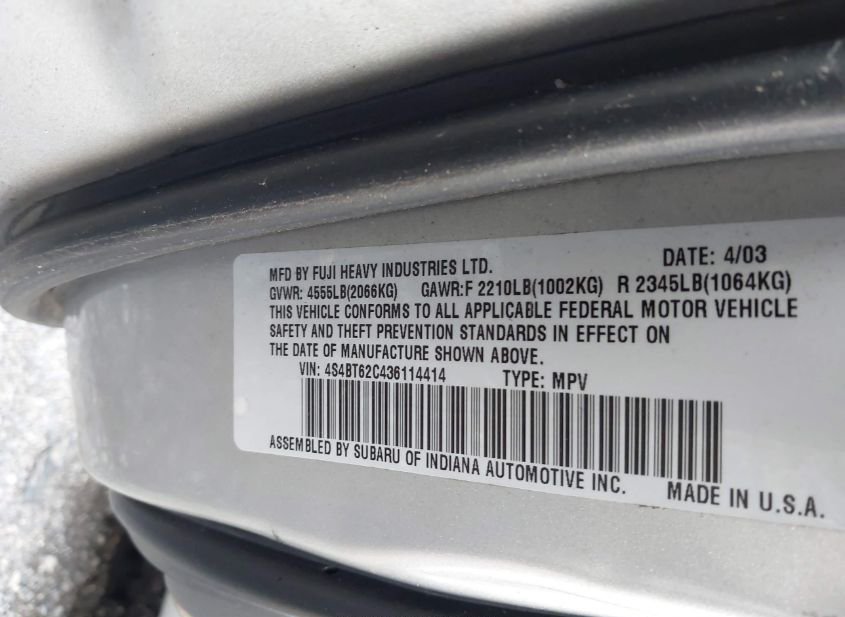 MFD BY FUJI HEAVY INDUSTRIES LTD. DATE: 4/03
GVWR: 4555LB(2066KG) GAWR:F 2210LB(1002KG) R 2345LB(1064KG)
THIS VEHICLE CONFORMS TO ALL APPLICABLE FEDERAL MOTOR VEHICLE
SAFETY AND THEFT PREVENTION STANDARDS IN EFFECT ON
THE DATE OF MANUFACTURE SHOWN ABOVE.
VIN: 4S4BT62C436114414 TYPE: MPV
ASSEMBLED BY SUBARU OF INDIANA AUTOMOTIVE INC. MADE IN U.S.A.